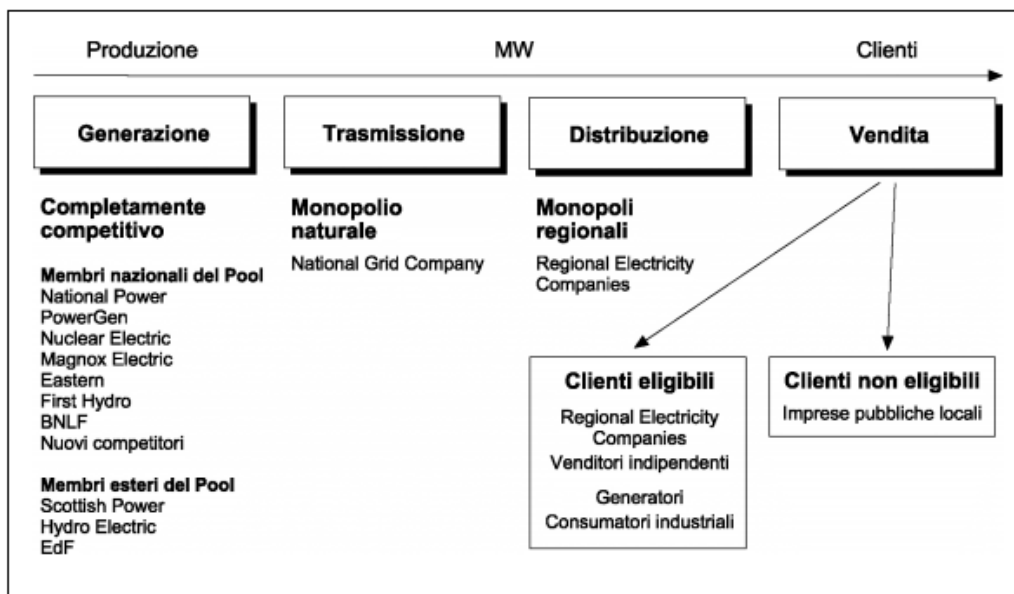 Produzione
MW
Clienti
Generazione
Trasmissione
Distribuzione
Vendita
Completamente
competitivo
Membri nazionali del Pool
National Power
PowerGen
Nuclear Electric
Magnox Electric
Eastern
First Hydro
BNLF
Nuovi competitori
Membri esteri del Pool
Scottish Power
Hydro Electric
EdF
Monopolio
naturale
National Grid Company
Monopoli
regionali
Regional Electricity
Companies
Clienti eligibili
Regional Electricity
Companies
Venditori indipendenti
Generatori
Consumatori industriali
Clienti non eligibili
Imprese pubbliche locali